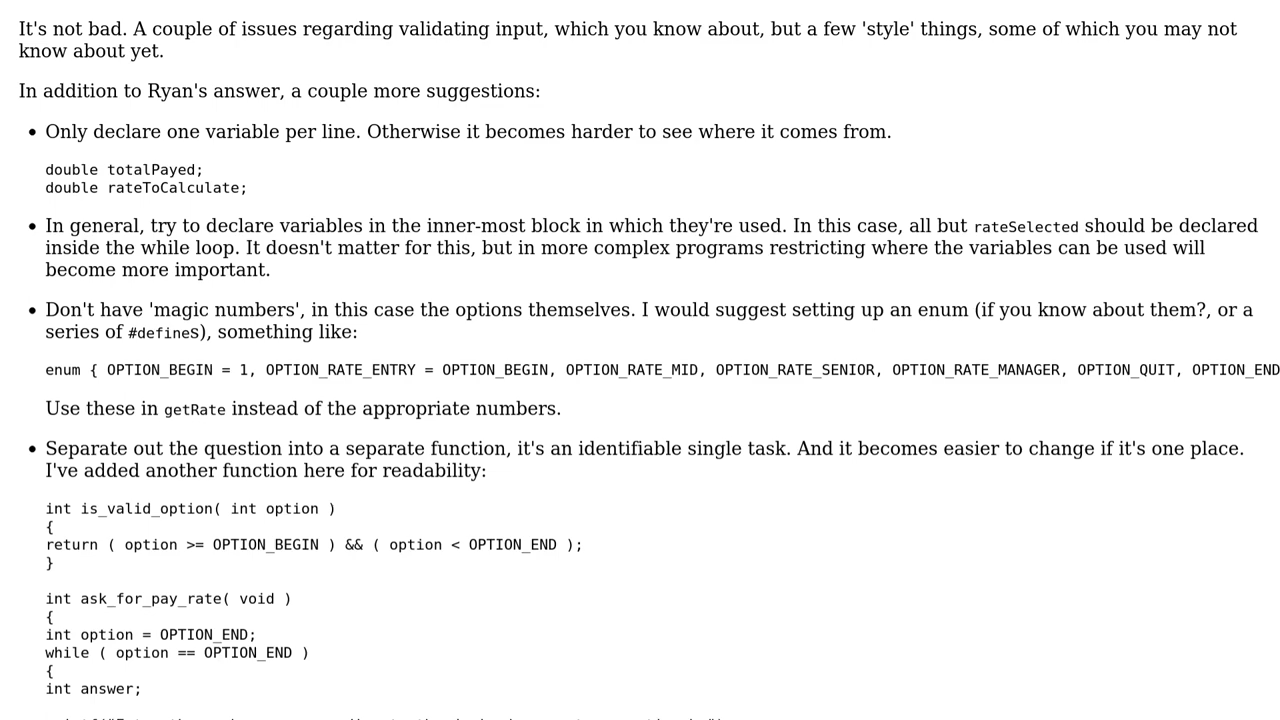 It's not bad. A couple of issues regarding validating input, which you know about, but a few 'style' things, some of which you may not
know about yet.
In addition to Ryan's answer, a couple more suggestions:
• Only declare one variable per line. Otherwise it becomes harder to see where it comes from.
double totalPayed;
double rateToCalculate;
• In general, try to declare variables in the inner-most block in which they're used. In this case, all but rateSelected should be declared
inside the while loop. It doesn't matter for this, but in more complex programs restricting where the variables can be used will
become more important.
• Don't have 'magic numbers', in this case the options themselves. I would suggest setting up an enum (if you know about them?, or a
series of #defines), something like:
enum { OPTION_BEGIN = 1, OPTION_RATE_ENTRY = OPTION_BEGIN, OPTION_RATE_MID, OPTION_RATE_SENIOR, OPTION_RATE_MANAGER, OPTION_QUIT, OPTION_END
Use these in getRate instead of the appropriate numbers.
• Separate out the question into a separate function, it's an identifiable single task. And it becomes easier to change if it's one place.
I've added another function here for readability:
int is_valid_option( int option )
{
return ( option >= OPTION_BEGIN ) && ( option < OPTION_END );
}
int ask_for_pay_rate( void )
{
int option = OPTION_END;
while ( option == OPTION_END )
{
int answer;